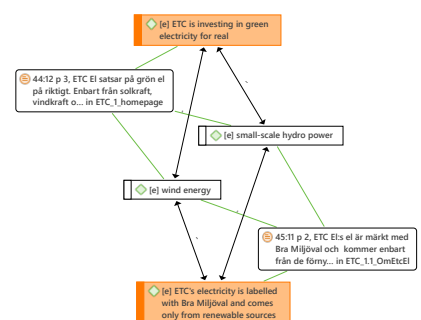 [e] ETC is investing in green
electricity for real
44:12 p 3, ETC El satsar på grön el
på riktigt. Enbart från solkraft,
vindkraft o... in ETC_1_homepage
[e] small-scale hydro power
[e] wind energy
45:11 p 2, ETC El:s el är märkt med
Bra Miljöval och kommer enbart
från de förny... in ETC_1.1_OmEtcEl
[e] ETC's electricity is labelled
with Bra Miljöval and comes
only from renewable sources